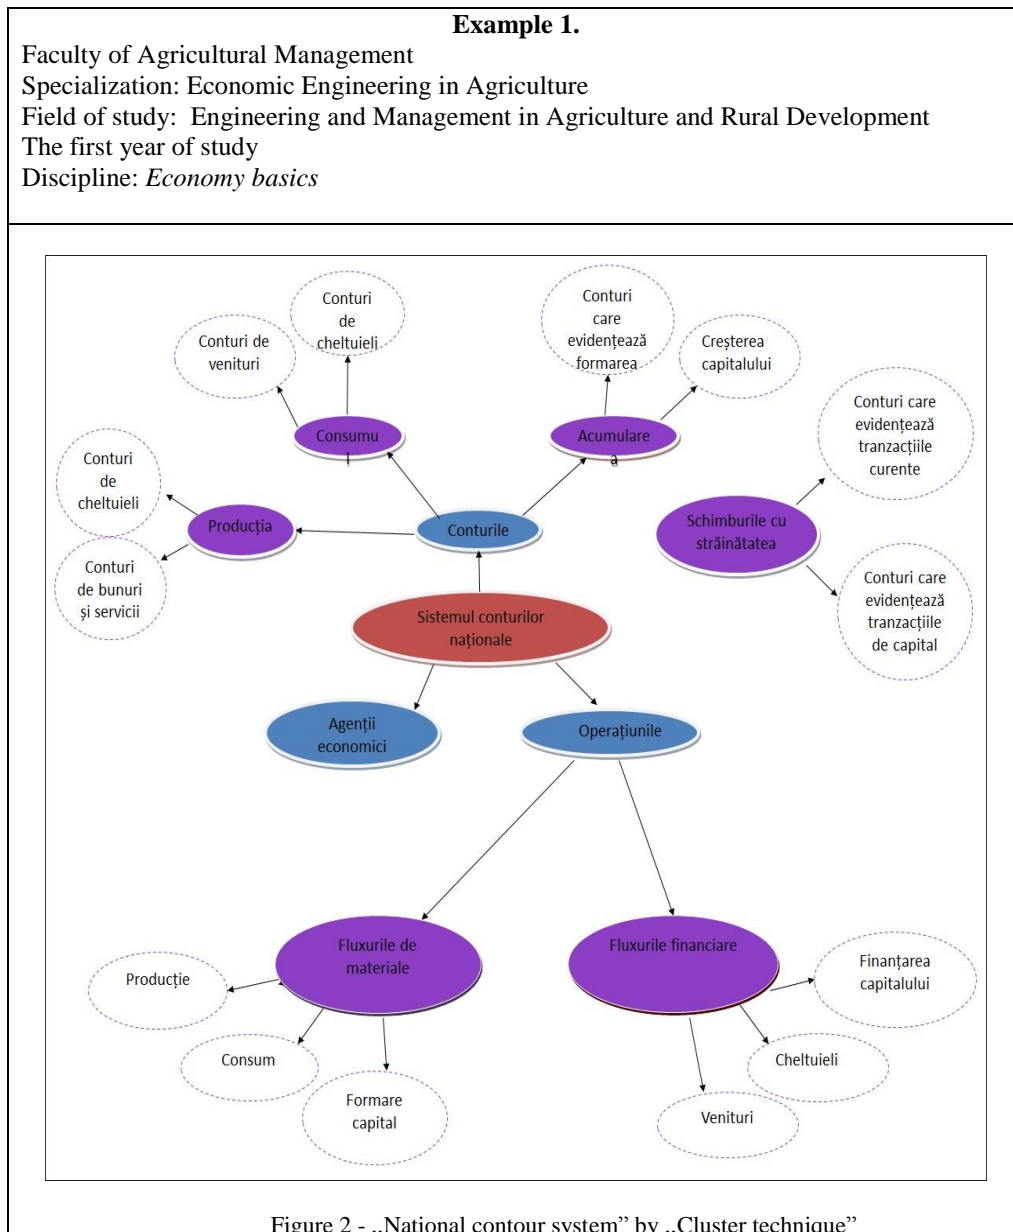 Example 1.
Faculty of Agricultural Management
Specialization: Economic Engineering in Agriculture
Field of study: Engineering and Management in Agriculture and Rural Development
The first year of study
Discipline: Economy basics
Conturi
de
cheltuieli
Conturi de
venituri
Conturi
care
evidențează
formarea
Creșterea
capitalului
Consumu
l
Acumulare
a
Conturi care
evidențează
tranzacțiile
curente
Conturi
de
cheltuieli
Producția
Conturile
Schimburile cu
străinătatea
Conturi
de bunuri
și servicii
Conturi care
evidențează
tranzacțiile
de capital
Sistemul conturilor
naționale
Agenții
economici
Operațiunile
Fluxurile de
materiale
Fluxurile financiare
Producție
Finanțarea
capitalului
Consum
Cheltuieli
Formare
capital
Venituri
Figure 2 - „National contour system” by „Cluster technique”